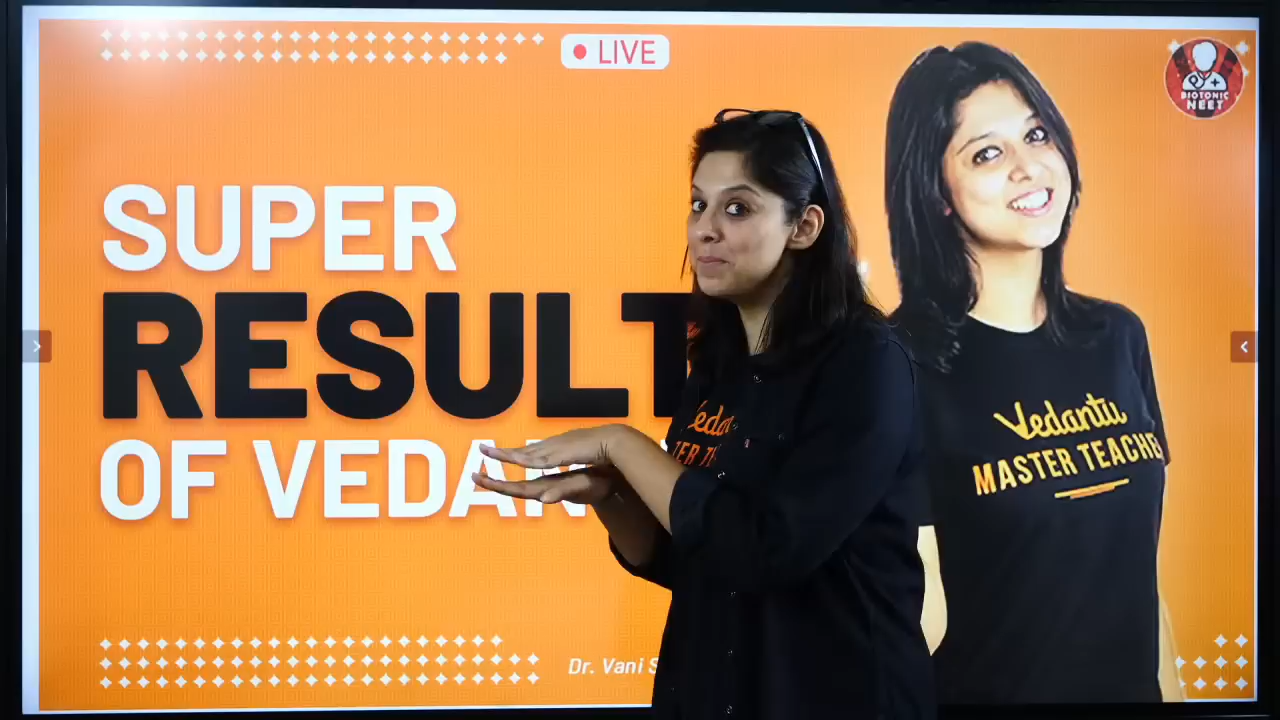 LIVE
BIOTONIC
NEET
SUPER
RESULT
OF VEDAN
Vedantu
MASTER TEACHER
Dr. Vani S